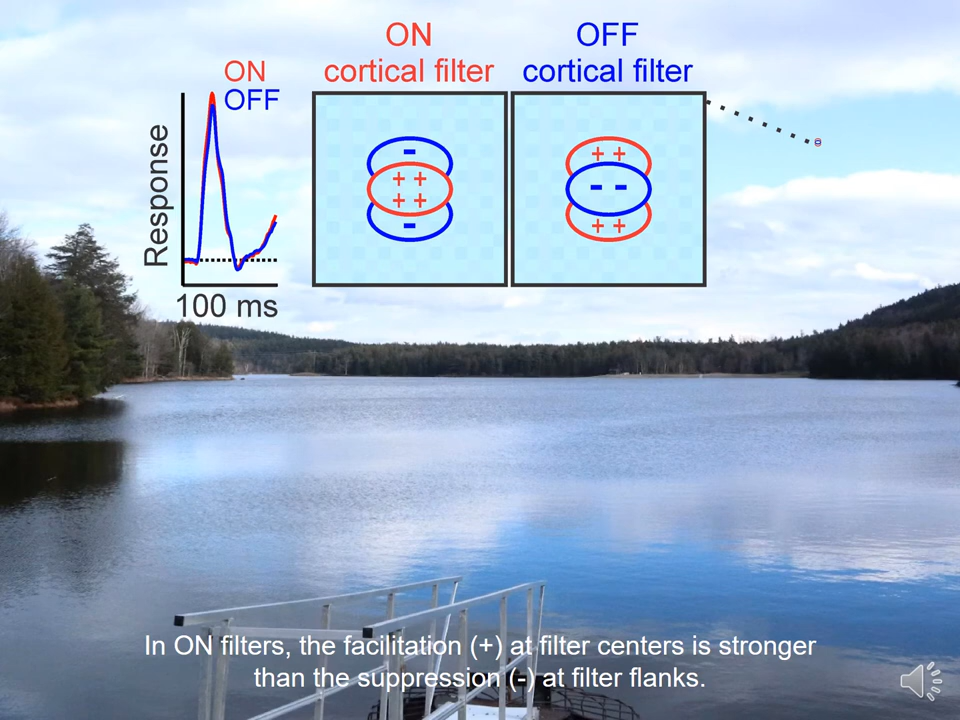 ON
cortical filter
OFF
cortical filter
ON
OFF
Response
100 ms
-
+ +
+ +
-
+ +
- -
+ +
In ON filters, the facilitation (+) at filter centers is stronger
than the suppression (-) at filter flanks.